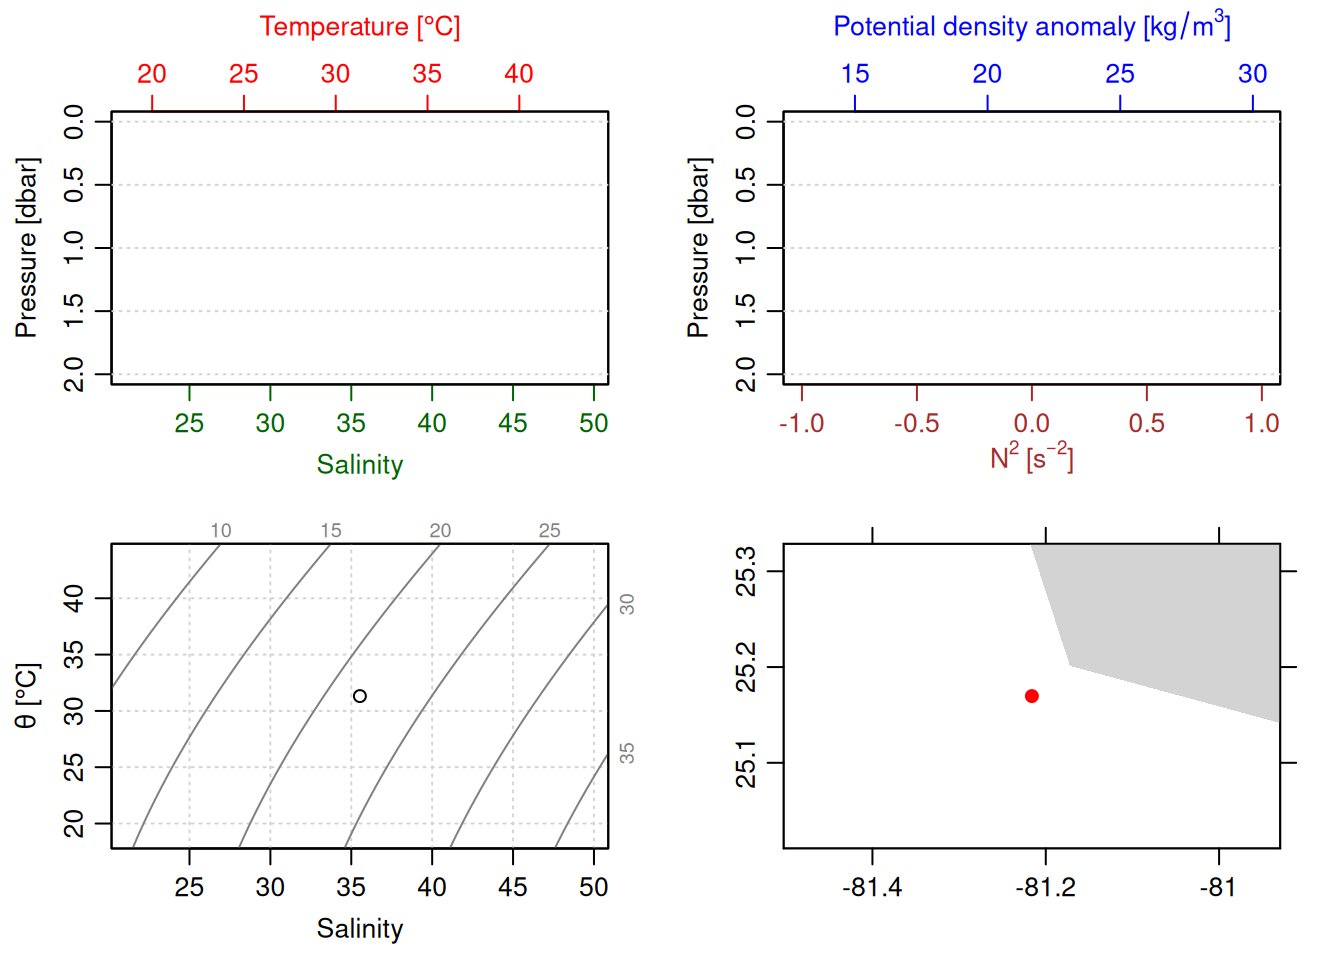 Temperature [°C]
20 25 30 35 40
Pressure [dbar]
0.0 0.5 1.0 1.5 2.0
25 30 35 40 45 50
Salinity
Potential density anomaly [kg/m³]
15 20 25 30
Pressure [dbar]
0.0 0.5 1.0 1.5 2.0
-1.0 -0.5 0.0 0.5 1.0
N² [s⁻²]
10 15 20 25
30
35
θ [°C]
40 35 30 25 20
25 30 35 40 45 50
Salinity
25.3 25.2 25.1
-81.4 -81.2 -81